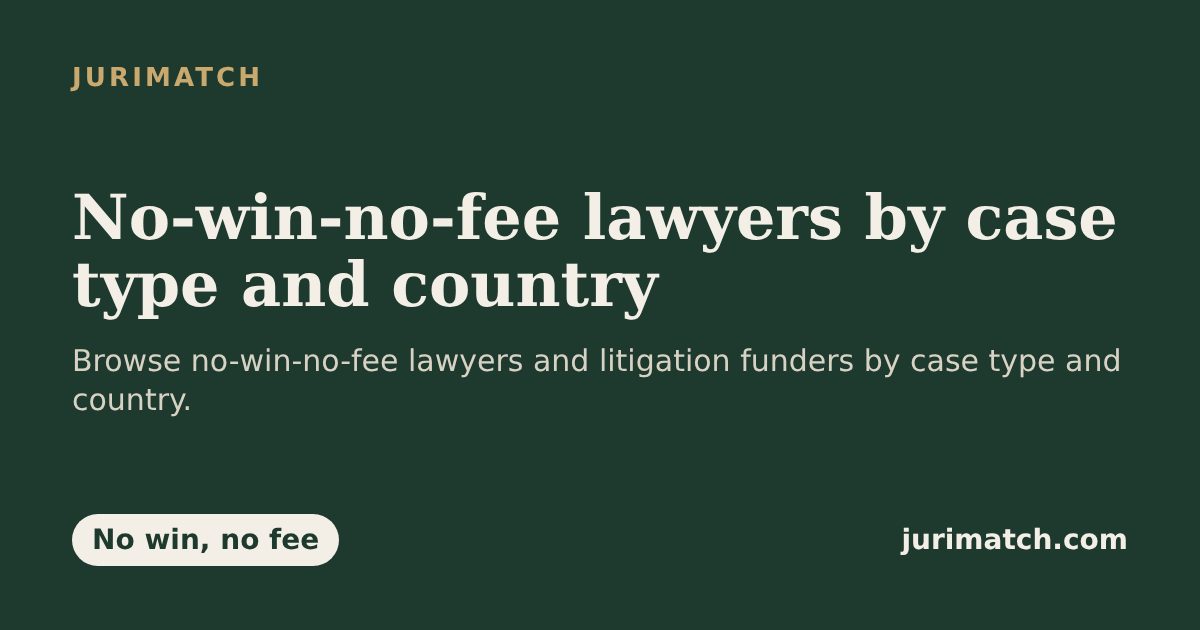 JURIMATCH
No-win-no-fee lawyers by case
type and country
Browse no-win-no-fee lawyers and litigation funders by case type and
country.
No win, no fee
jurimatch.com